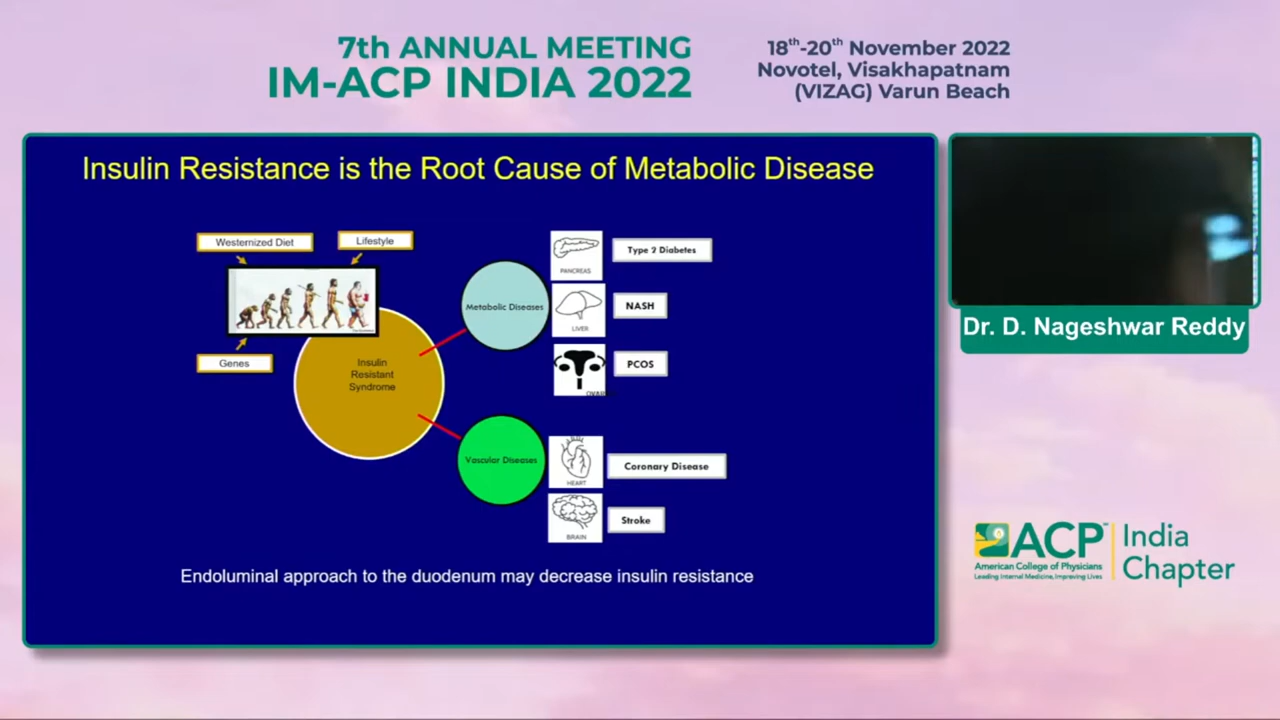 7th ANNUAL MEETING
IM-ACP INDIA 2022
18th-20th November 2022
Novotel, Visakhapatnam
(VIZAG) Varun Beach
Insulin Resistance is the Root Cause of Metabolic Disease
Westernized Diet
Lifestyle
Genes
Insulin
Resistant
Syndrome
Metabolic Diseases
PANCREAS
Type 2 Diabetes
LIVER
NASH
OVAR
PCOS
Vascular Diseases
HEART
Coronary Disease
BRAIN
Stroke
Endoluminal approach to the duodenum may decrease insulin resistance
Dr. D. Nageshwar Reddy
ACP™
American College of Physicians
Leading Internal Medicine, Improving Lives
India
Chapter